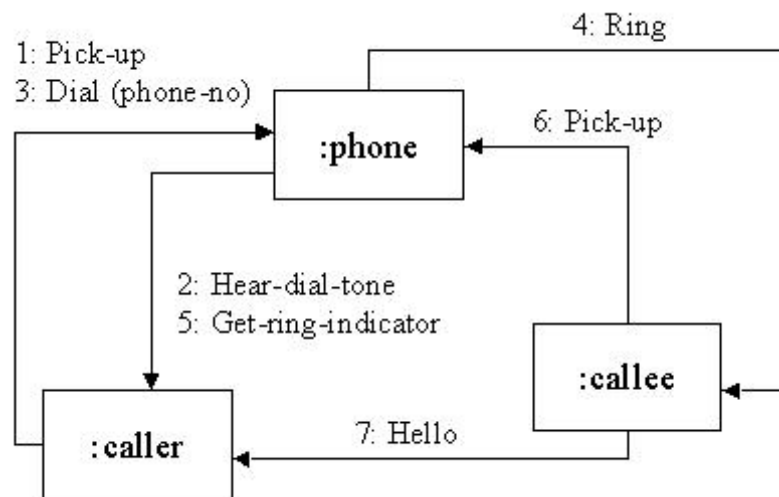 4: Ring
1: Pick-up
3: Dial (phone-no)
:phone
6: Pick-up
2: Hear-dial-tone
5: Get-ring-indicator
:callee
:caller
7: Hello